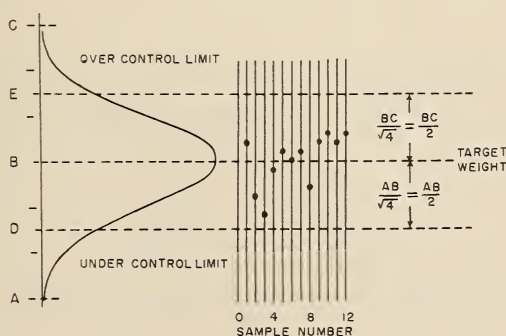 C
OVER CONTROL LIMIT
E
BC/√4 = BC/2
B
TARGET WEIGHT
AB/√4 = AB/2
D
UNDER CONTROL LIMIT
A
0 4 8 12
SAMPLE NUMBER